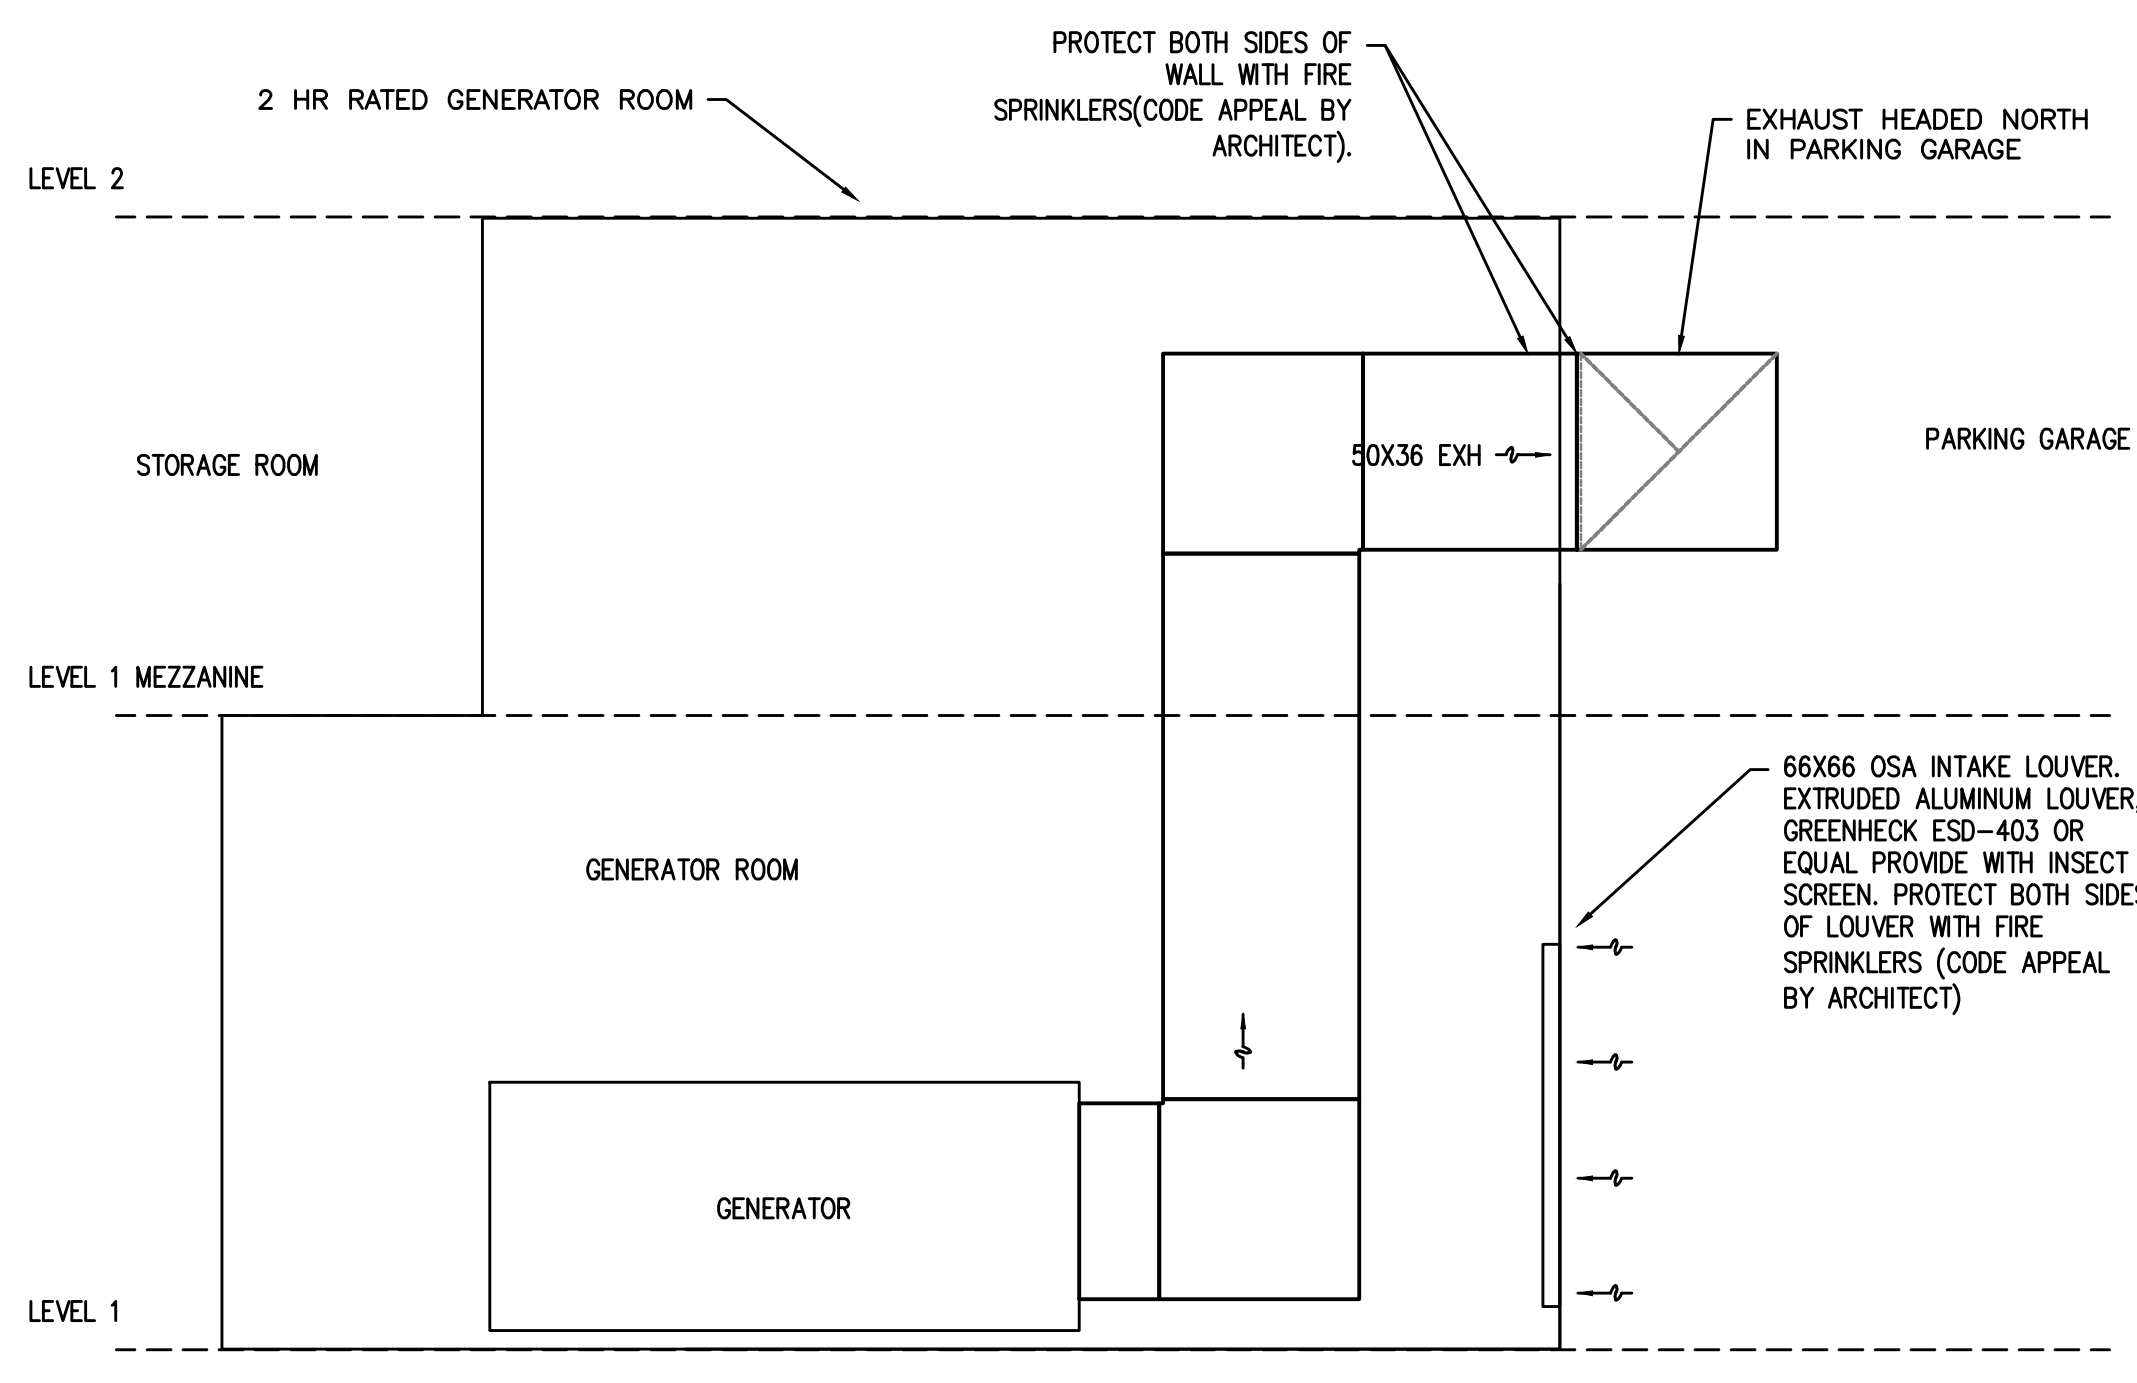 PROTECT BOTH SIDES OF
WALL WITH FIRE
SPRINKLERS(CODE APPEAL BY
ARCHITECT).
2 HR RATED GENERATOR ROOM
EXHAUST HEADED NORTH
IN PARKING GARAGE
LEVEL 2
STORAGE ROOM
50X36 EXH
PARKING GARAGE
LEVEL 1 MEZZANINE
66X66 OSA INTAKE LOUVER.
EXTRUDED ALUMINUM LOUVER,
GREENHECK ESD-403 OR
EQUAL PROVIDE WITH INSECT
SCREEN. PROTECT BOTH SIDES
OF LOUVER WITH FIRE
SPRINKLERS (CODE APPEAL
BY ARCHITECT)
GENERATOR ROOM
GENERATOR
LEVEL 1